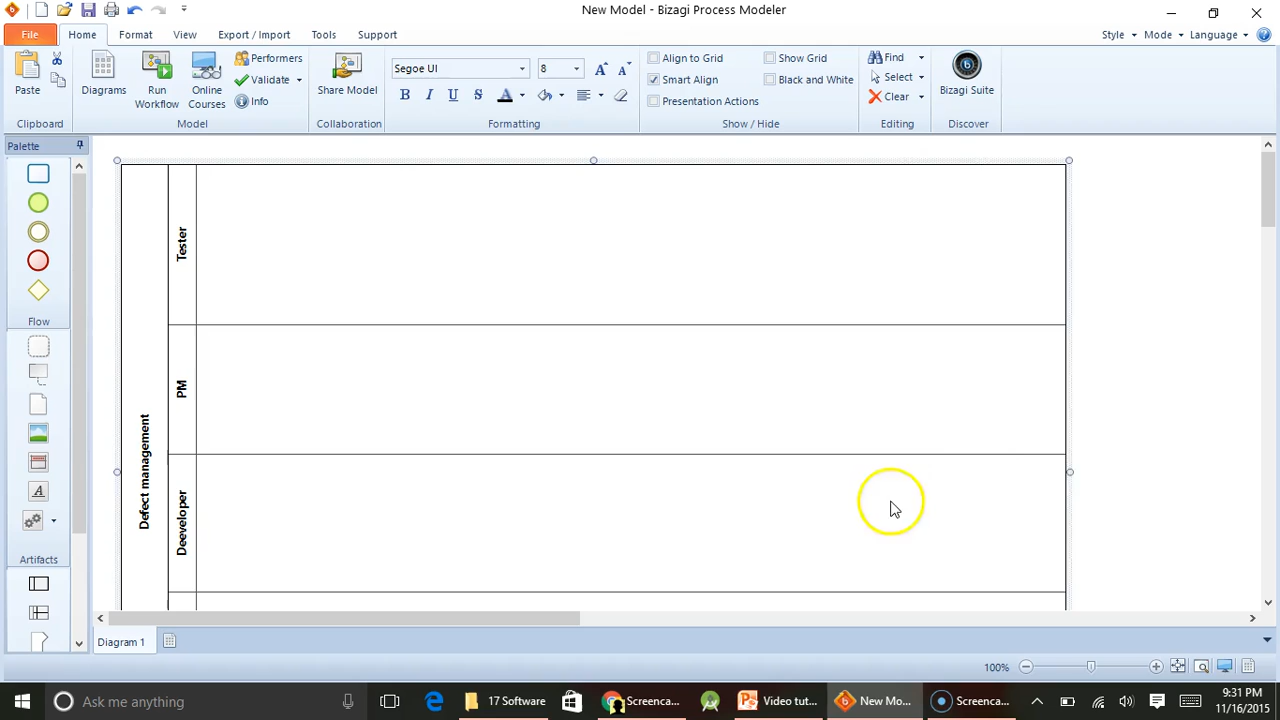 New Model - Bizagi Process Modeler
File Home Format View Export / Import Tools Support Style Mode Language
Paste
Clipboard
Diagrams
Run Workflow
Online Courses
Performers
Validate
Info
Model
Share Model
Collaboration
Segoe UI 8
B I U S A
Formatting
Align to Grid
Smart Align
Presentation Actions
Show Grid
Black and White
Show / Hide
Find
Select
Clear
Editing
Bizagi Suite
Discover
Palette
Flow
A
Artifacts
Defect management
Tester
PM
Deeveloper
Diagram 1
100%
Ask me anything
17 Software
Screenca...
Video tut...
New Mo...
Screenca...
9:31 PM
11/16/2015